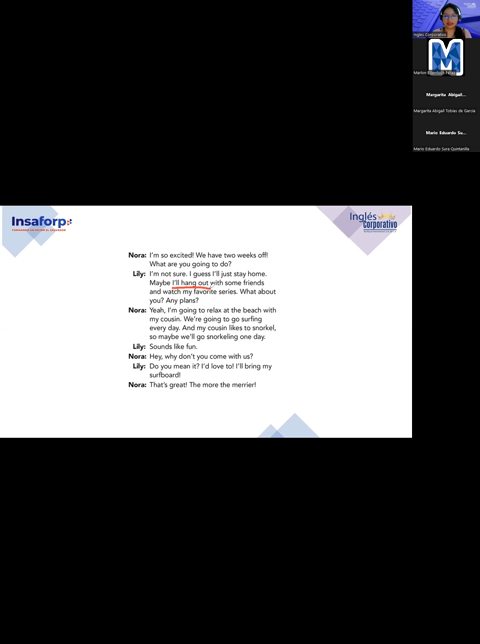 Inglés Corporativo
M
Margarita Abigail...
Margarita Abigail Tobias de Garcia
Mario Eduardo Su...
Mario Eduardo Sura Quintanilla
Insaforp
Inglés
Corporativo
Nora: I'm so excited! We have two weeks off!
What are you going to do?
Lily: I'm not sure. I guess I'll just stay home.
Maybe I'll hang out with some friends
and watch my favorite series. What about
you? Any plans?
Nora: Yeah, I'm going to relax at the beach with
my cousin. We're going to go surfing
every day. And my cousin likes to snorkel,
so maybe we'll go snorkeling one day.
Lily: Sounds like fun.
Nora: Hey, why don't you come with us?
Lily: Do you mean it? I'd love to! I'll bring my
surfboard!
Nora: That's great! The more the merrier!